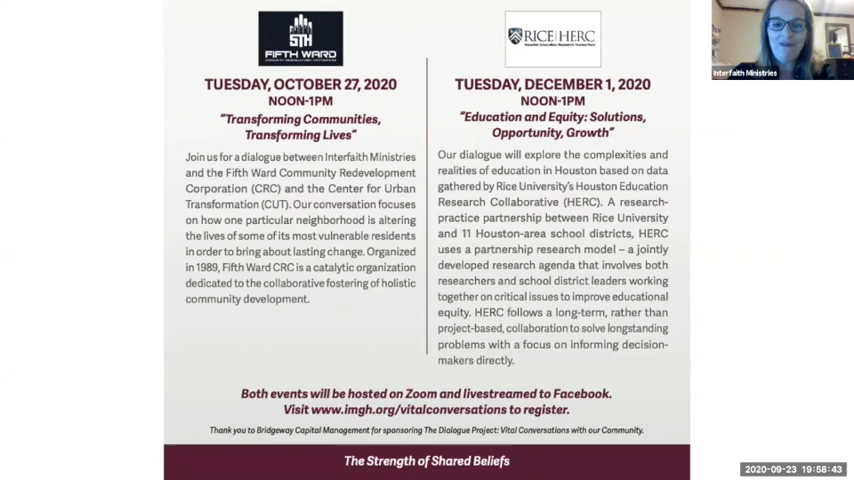 5TH
FIFTH WARD
RICE | HERC
Houston Education Research Consortium
TUESDAY, OCTOBER 27, 2020
NOON-1PM
"Transforming Communities,
Transforming Lives"
Join us for a dialogue between Interfaith Ministries
and the Fifth Ward Community Redevelopment
Corporation (CRC) and the Center for Urban
Transformation (CUT). Our conversation focuses
on how one particular neighborhood is altering
the lives of some of its most vulnerable residents
in order to bring about lasting change. Organized
in 1989, Fifth Ward CRC is a catalytic organization
dedicated to the collaborative fostering of holistic
community development.
TUESDAY, DECEMBER 1, 2020
NOON-1PM
"Education and Equity: Solutions,
Opportunity, Growth"
Our dialogue will explore the complexities and
realities of education in Houston based on data
gathered by Rice University's Houston Education
Research Collaborative (HERC). A research-
practice partnership between Rice University
and 11 Houston-area school districts, HERC
uses a partnership research model – a jointly
developed research agenda that involves both
researchers and school district leaders working
together on critical issues to improve educational
equity. HERC follows a long-term, rather than
project-based, collaboration to solve longstanding
problems with a focus on informing decision-
makers directly.
Both events will be hosted on Zoom and livestreamed to Facebook.
Visit www.imgh.org/vitalconversations to register.
Thank you to Bridgeway Capital Management for sponsoring The Dialogue Project: Vital Conversations with our Community.
The Strength of Shared Beliefs
Interfaith Ministries
2020-09-23 19:58:43